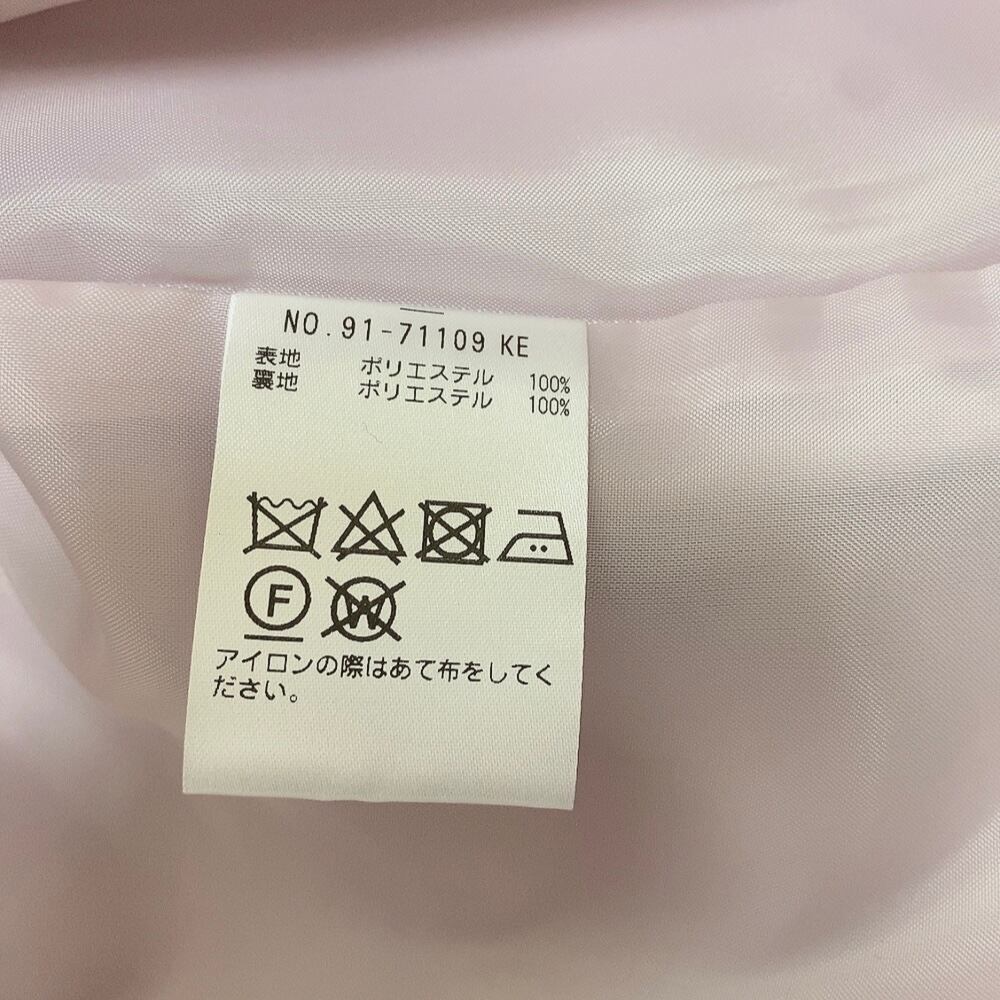 NO.91-71109 KE
表地 ポリエステル 100%
裏地 ポリエステル 100%
F
W
アイロンの際はあて布をしてく
ださい。